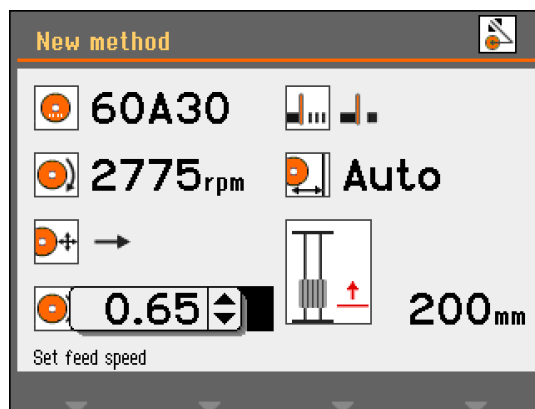 New method
60A30
2775rpm
Auto
0.65
200mm
Set feed speed